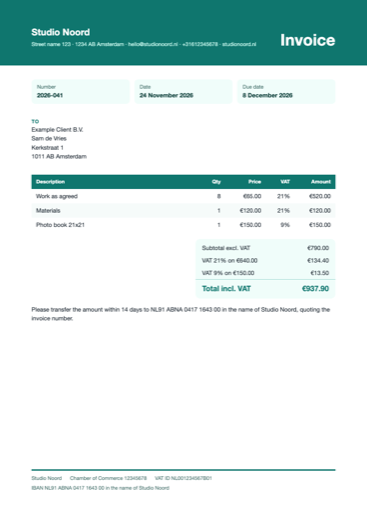 Studio Noord
Street name 123 · 1234 AB Amsterdam · hello@studionoord.nl · +31612345678 · studionoord.nl
Invoice
Number
2026-041
Date
24 November 2026
Due date
8 December 2026
TO
Example Client B.V.
Sam de Vries
Kerkstraat 1
1011 AB Amsterdam
Description Qty Price VAT Amount
Work as agreed 8 €65.00 21% €520.00
Materials 1 €120.00 21% €120.00
Photo book 21x21 1 €150.00 9% €150.00
Subtotal excl. VAT €790.00
VAT 21% on €640.00 €134.40
VAT 9% on €150.00 €13.50
Total incl. VAT €937.90
Please transfer the amount within 14 days to NL91 ABNA 0417 1643 00 in the name of Studio Noord, quoting the
invoice number.
Studio Noord Chamber of Commerce 12345678 VAT ID NL001234567B01
IBAN NL91 ABNA 0417 1643 00 in the name of Studio Noord